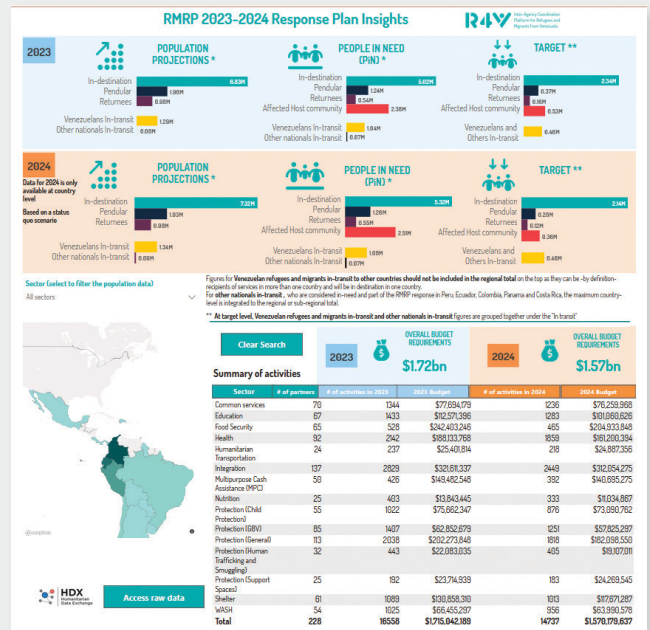 RMRP 2023-2024 Response Plan Insights
R4V
Inter-Agency Coordination
Platform for Refugees and
Migrants from Venezuela
2023
POPULATION
PROJECTIONS *
In-destination 6.83M
Pendular 1.90M
Returnees 0.98M
Venezuelans In-transit 1.29M
Other nationals In-transit
PEOPLE IN NEED
(PiN) *
In-destination
Pendular 1.24M
Returnees 0.54M
Affected Host community 2.38M
Venezuelans In-transit 1.04M
Other nationals In-transit 0.07M
TARGET **
In-destination 2.34M
Pendular 0.37M
Returnees 0.16M
Affected Host community 0.53M
Venezuelans and
Others In-transit 0.46M
2024
Data for 2024 is only
available at country
level
Based on a status
quo scenario
POPULATION
PROJECTIONS *
In-destination 7.32M
Pendular 1.93M
Returnees 0.98M
Venezuelans In-transit 1.34M
Other nationals In-transit
PEOPLE IN NEED
(PiN) *
In-destination 5.32M
Pendular 1.26M
Returnees 0.55M
Affected Host community
Venezuelans In-transit
Other nationals In-transit 0.07M
TARGET **
In-destination 2.14M
Pendular
Returnees 0.12M
Affected Host community 0.36M
Venezuelans and
Others In-transit 0.46M
Sector (select to filter the population data)
All sectors
Figures for Venezuelan refugees and migrants in-transit to other countries should not be included in the regional total on the top as they can be -by definition-
recipients of services in more than one country and will be in destination in one country.
For other nationals in-transit , who are considered in-need and part of the RMRP response in Peru, Ecuador, Colombia, Panama and Costa Rica, the maximum country-
level is integrated to the regional or sub-regional total.
** At target level, Venezuelan refugees and migrants in-transit and other nationals in-transit figures are grouped together under the "In transit"
Clear Search
2023
OVERALL BUDGET
REQUIREMENTS
$1.72bn
2024
OVERALL BUDGET
REQUIREMENTS
$1.57bn
Summary of activities
Sector # of partners # of activities in 2023 2023 Budget # of activities in 2024 2024 Budget
Common services 70 1344 $77,694,179 1236 $76,259,968
Education 67 1433 $112,571,396 1283 $101,060,626
Food Security 65 528 $242,403,246 465 $204,933,848
Health 92 2142 $188,133,768 1859 $161,200,394
Humanitarian 24 237 $25,401,814 218 $24,887,356
Transportation
Integration 137 2829 $321,611,337 2449 $312,054,275
Multipurpose Cash 50 426 $149,482,548 392 $140,695,275
Assistance (MPC)
Nutrition 25 403 $13,843,445 333 $11,034,867
Protection (Child 55 1022 $75,662,347 876 $73,090,762
Protection)
Protection (GBV) 85 1407 $62,852,679 1251 $57,825,297
Protection (General) 113 2038 $202,273,848 1818 $182,098,550
Protection (Human 32 443 $22,083,035 405 $19,107,011
Trafficking and
Smuggling)
Protection (Support 25 192 $23,714,939 183 $24,269,545
Spaces)
Shelter 61 1089 $130,858,310 1013 $117,671,287
WASH 54 1025 $66,455,297 956 $63,990,578
Total 228 16558 $1,715,042,189 14737 $1,570,179,637
mapbox
HDX
Humanitarian
Data Exchange
Access raw data